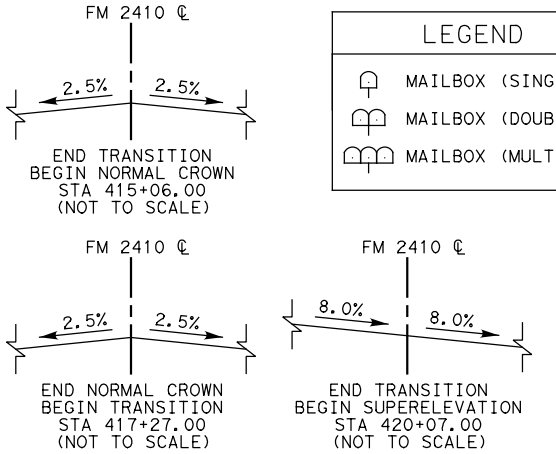 FM 2410 ℄
2.5% 2.5%
END TRANSITION
BEGIN NORMAL CROWN
STA 415+06.00
(NOT TO SCALE)
LEGEND
MAILBOX (SING
MAILBOX (DOUB
MAILBOX (MULT
FM 2410 ℄
2.5% 2.5%
END NORMAL CROWN
BEGIN TRANSITION
STA 417+27.00
(NOT TO SCALE)
FM 2410 ℄
8.0% 8.0%
END TRANSITION
BEGIN SUPERELEVATION
STA 420+07.00
(NOT TO SCALE)